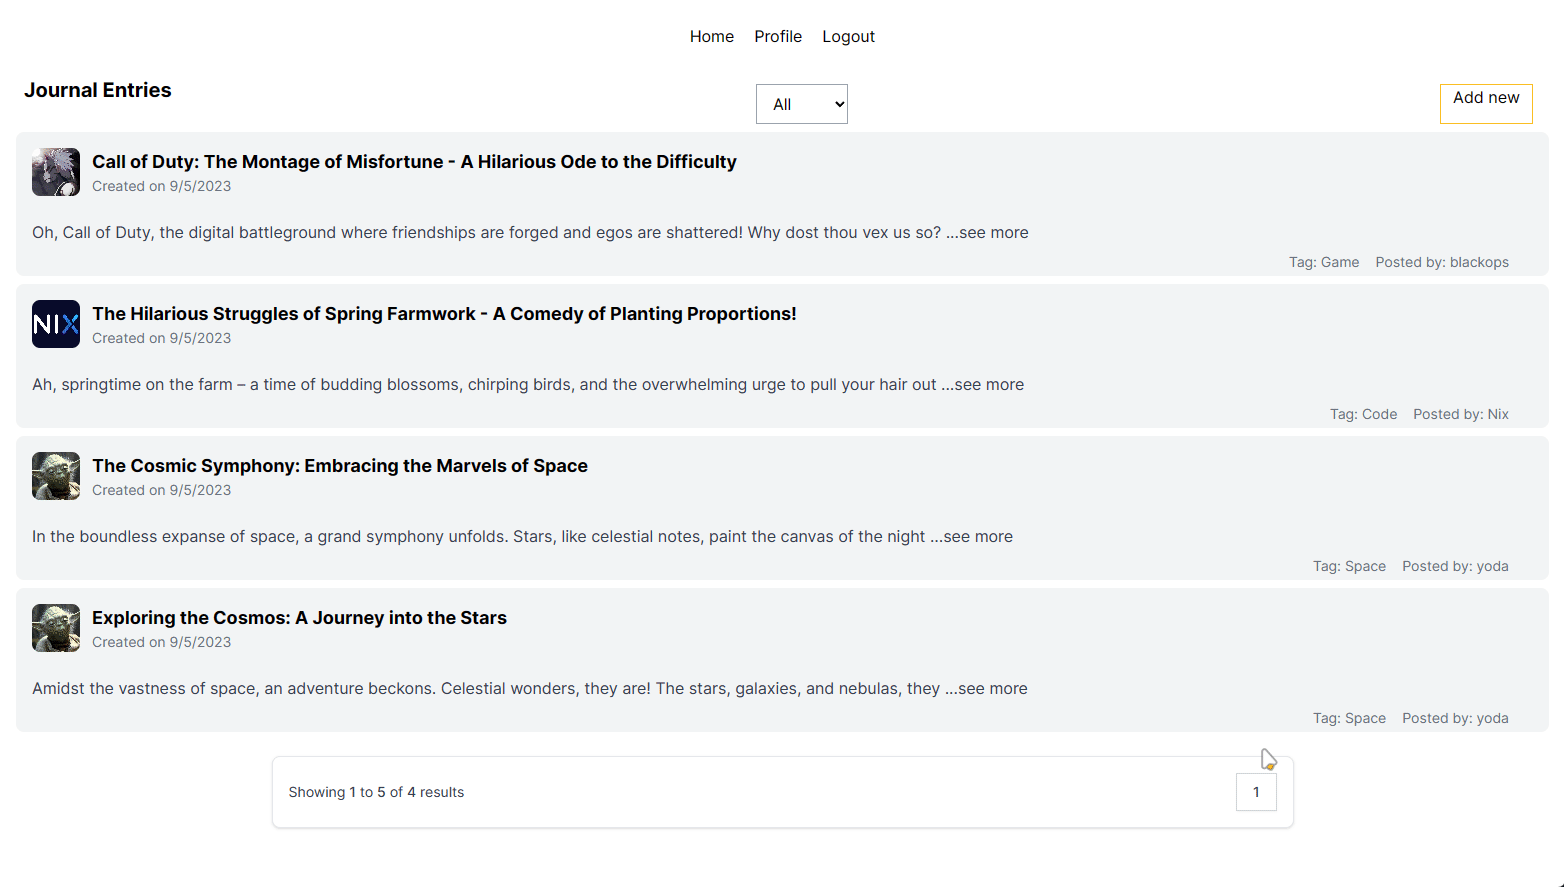 Home Profile Logout
Journal Entries
All
Add new
Call of Duty: The Montage of Misfortune - A Hilarious Ode to the Difficulty
Created on 9/5/2023
Oh, Call of Duty, the digital battleground where friendships are forged and egos are shattered! Why dost thou vex us so? ...see more
Tag: Game Posted by: blackops
NIX
The Hilarious Struggles of Spring Farmwork - A Comedy of Planting Proportions!
Created on 9/5/2023
Ah, springtime on the farm – a time of budding blossoms, chirping birds, and the overwhelming urge to pull your hair out ...see more
Tag: Code Posted by: Nix
The Cosmic Symphony: Embracing the Marvels of Space
Created on 9/5/2023
In the boundless expanse of space, a grand symphony unfolds. Stars, like celestial notes, paint the canvas of the night ...see more
Tag: Space Posted by: yoda
Exploring the Cosmos: A Journey into the Stars
Created on 9/5/2023
Amidst the vastness of space, an adventure beckons. Celestial wonders, they are! The stars, galaxies, and nebulas, they ...see more
Tag: Space Posted by: yoda
Showing 1 to 5 of 4 results
1